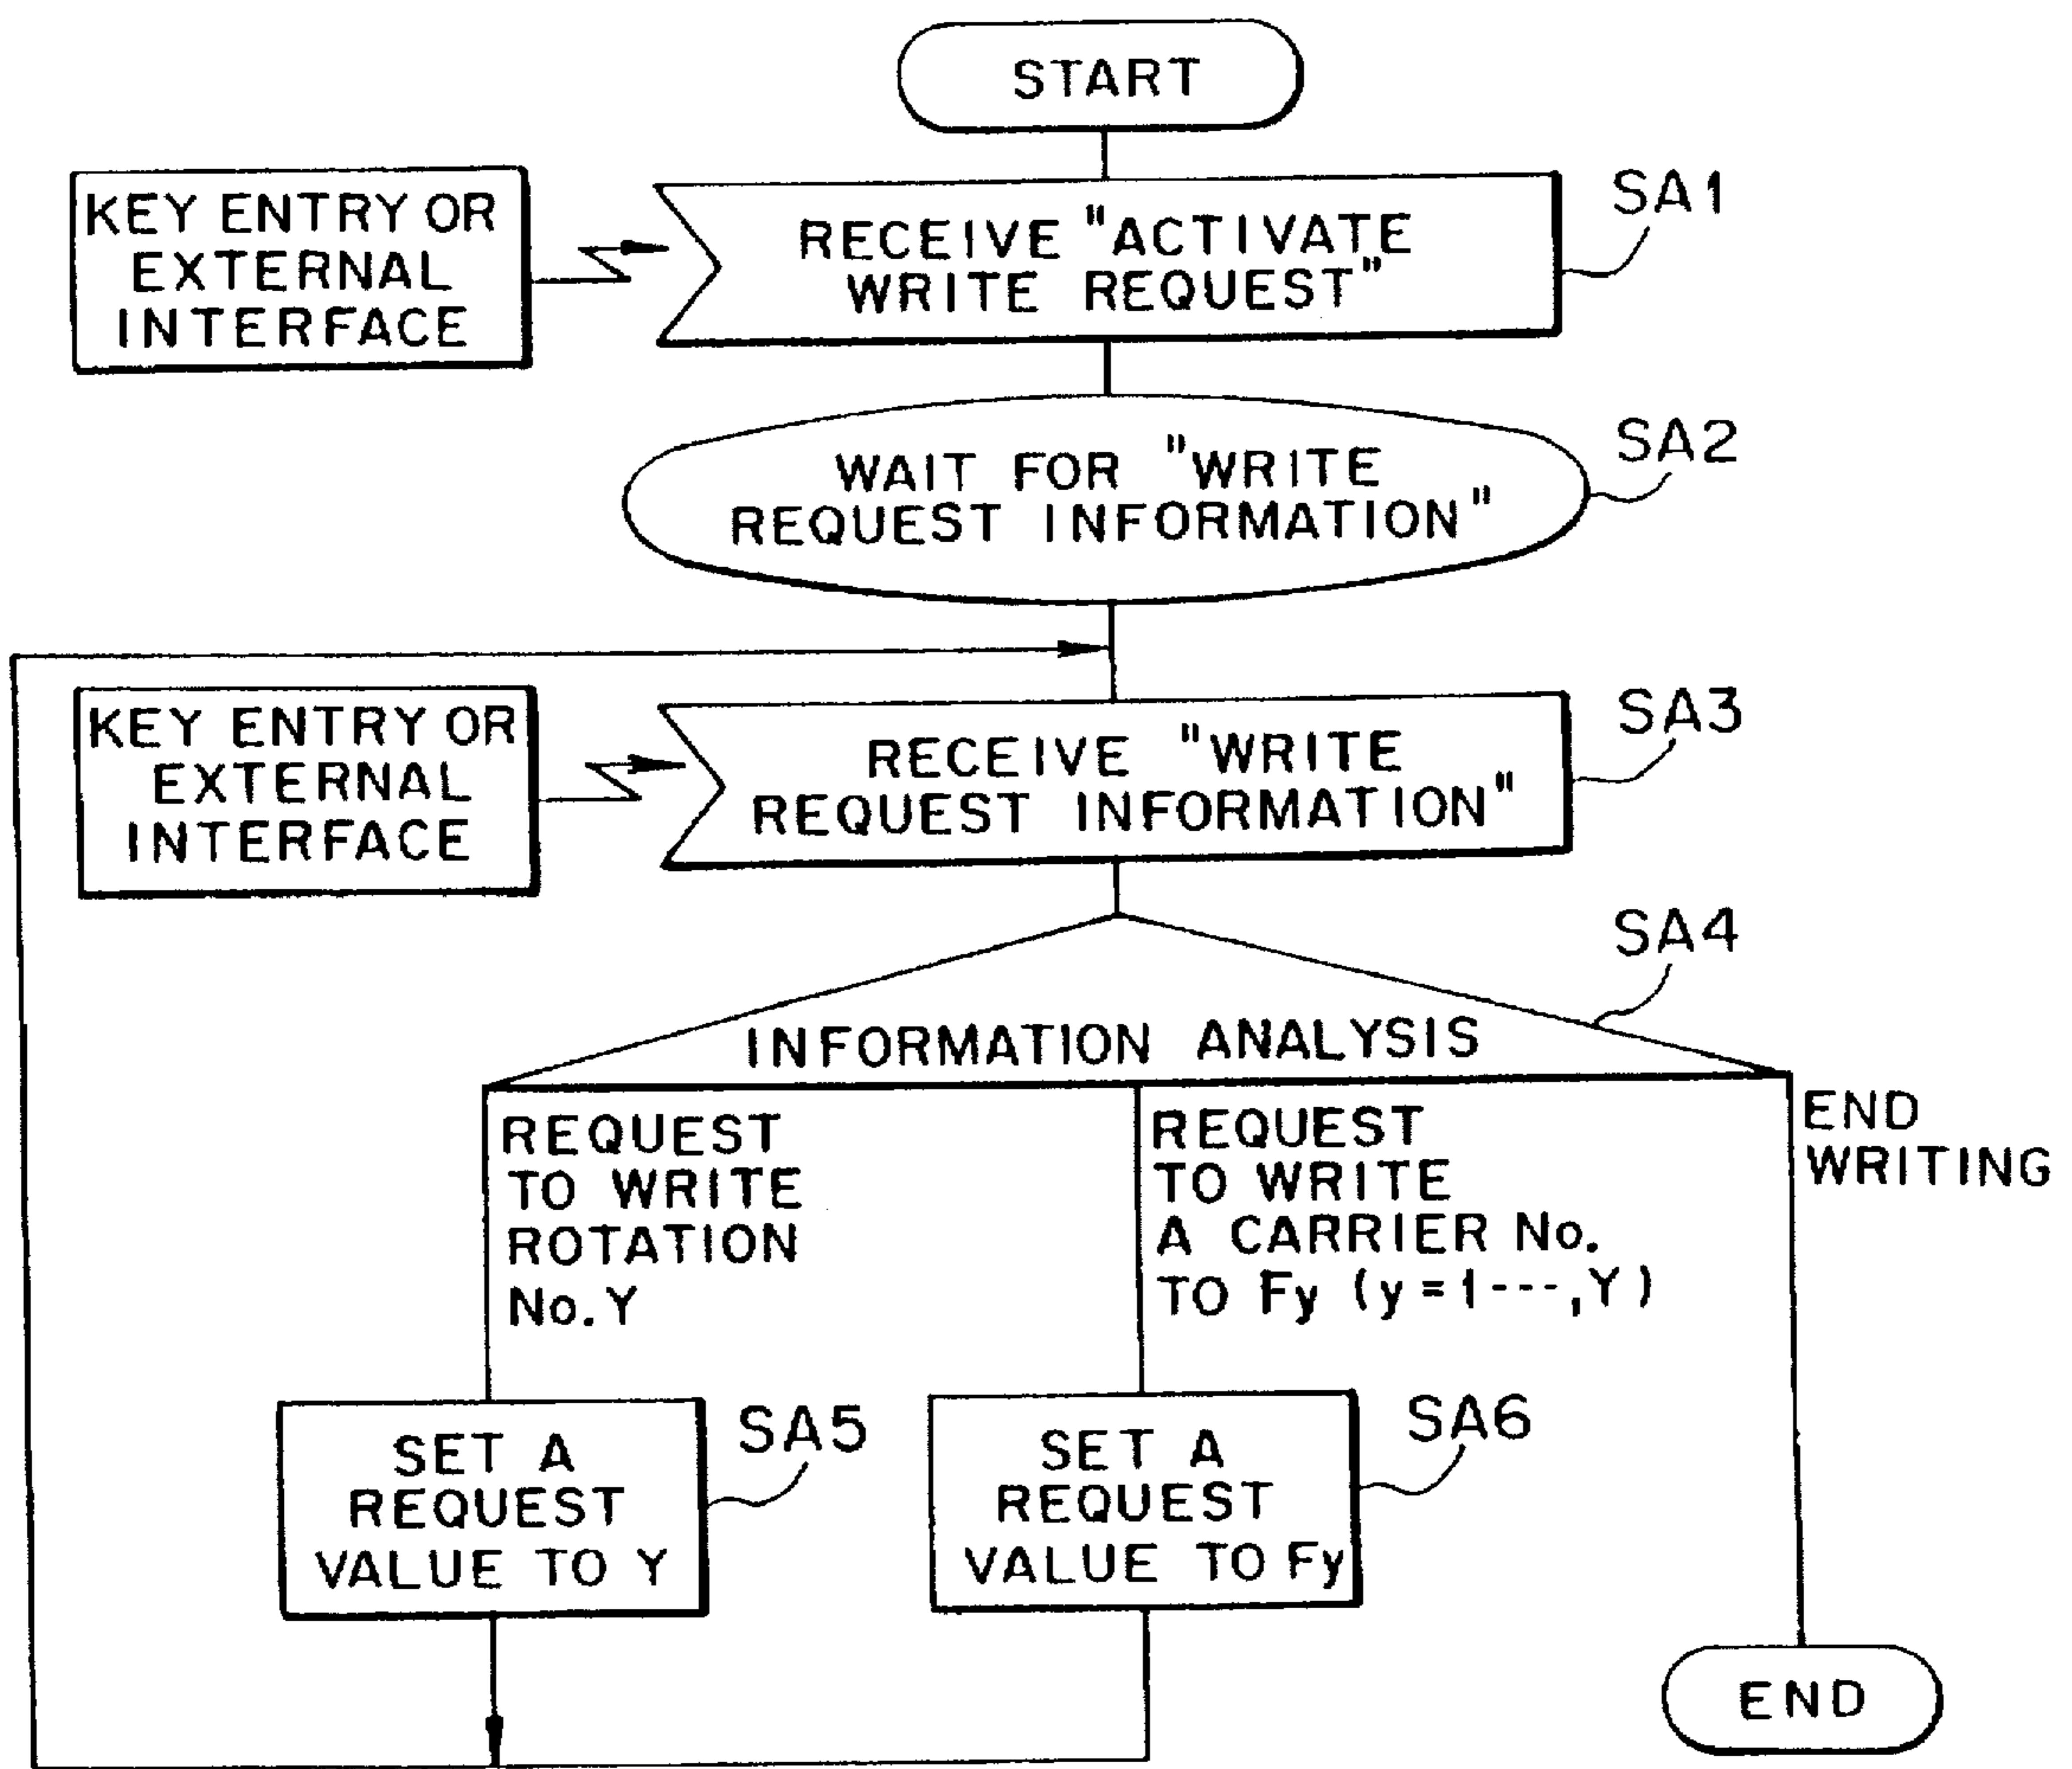 START
KEY ENTRY OR
EXTERNAL
INTERFACE
RECEIVE "ACTIVATE
WRITE REQUEST"
SA1
WAIT FOR "WRITE
REQUEST INFORMATION"
SA2
KEY ENTRY OR
EXTERNAL
INTERFACE
RECEIVE "WRITE
REQUEST INFORMATION"
SA3
SA4
INFORMATION ANALYSIS
REQUEST
TO WRITE
ROTATION
No. Y
REQUEST
TO WRITE
A CARRIER No.
TO Fy (y=1---,Y)
END
WRITING
SET A
REQUEST
VALUE TO Y
SA5
SET A
REQUEST
VALUE TO Fy
SA6
END